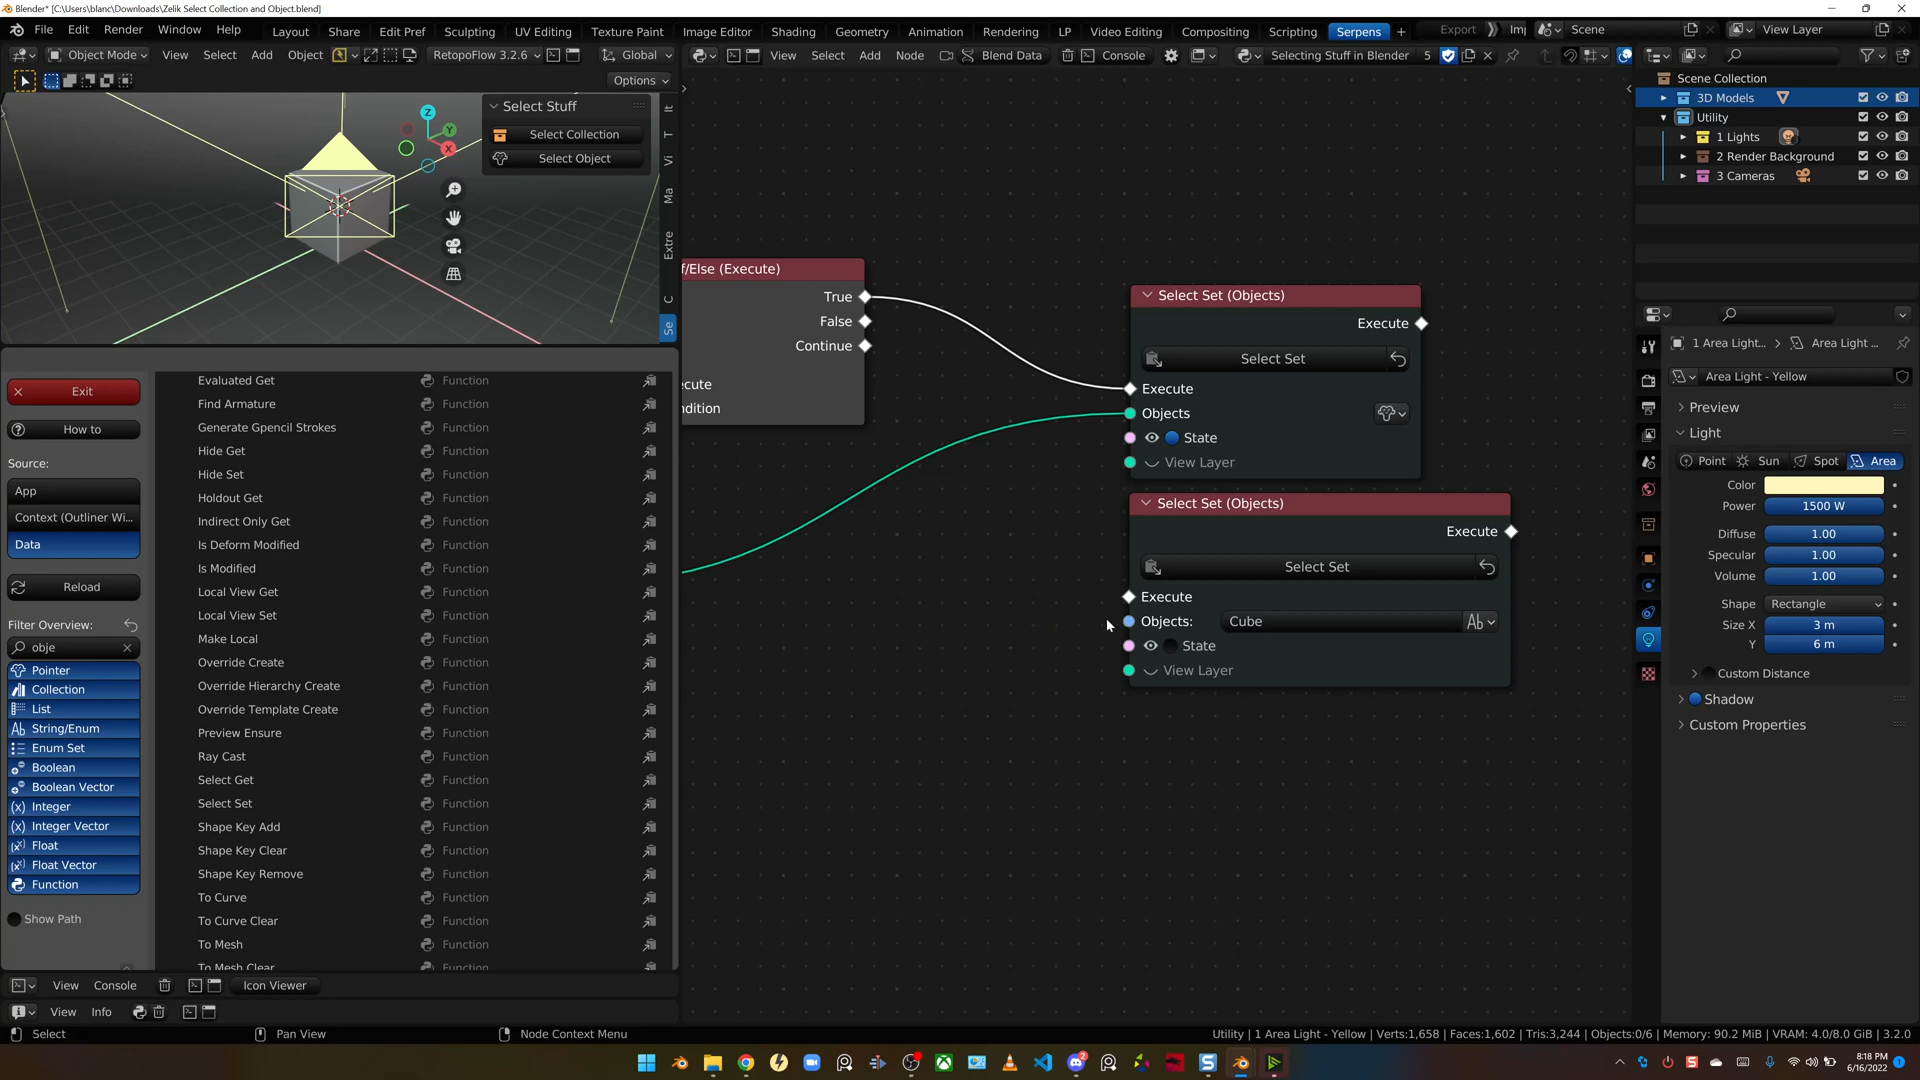 Blender* [C:\Users\blanc\Downloads\Zelik Select Collection and Object.blend]
File Edit Render Window Help Layout Share Edit Pref Sculpting UV Editing Texture Paint Image Editor Shading Geometry Animation Rendering LP Video Editing Compositing Scripting Serpens + Export Scene View Layer
Object Mode View Select Add Object RetopoFlow 3.2.6 Global View Select Add Node Blend Data Console Selecting Stuff in Blender 5
Options
Select Stuff
Select Collection
Select Object
Z
Y
X
It
T
Vi
Ma
Extre
C
Se
Exit
How to
Source:
App
Context (Outliner Wi...
Data
Reload
Filter Overview:
obje
Pointer
Collection
List
String/Enum
Enum Set
Boolean
Boolean Vector
Integer
Integer Vector
Float
Float Vector
Function
Show Path
Evaluated Get Function
Find Armature Function
Generate Gpencil Strokes Function
Hide Get Function
Hide Set Function
Holdout Get Function
Indirect Only Get Function
Is Deform Modified Function
Is Modified Function
Local View Get Function
Local View Set Function
Make Local Function
Override Create Function
Override Hierarchy Create Function
Override Template Create Function
Preview Ensure Function
Ray Cast Function
Select Get Function
Select Set Function
Shape Key Add Function
Shape Key Clear Function
Shape Key Remove Function
To Curve Function
To Curve Clear Function
To Mesh Function
To Mesh Clear Function
f/Else (Execute)
True
False
Continue
ecute
ndition
Select Set (Objects)
Execute
Select Set
Execute
Objects
State
View Layer
Select Set (Objects)
Execute
Select Set
Execute
Objects: Cube
State
View Layer
Scene Collection
3D Models
Utility
1 Lights
2 Render Background
3 Cameras
1 Area Light... > Area Light ...
Area Light - Yellow
Preview
Light
Point Sun Spot Area
Color
Power 1500 W
Diffuse 1.00
Specular 1.00
Volume 1.00
Shape Rectangle
Size X 3 m
Y 6 m
Custom Distance
Shadow
Custom Properties
View Console Icon Viewer
View Info
Select Pan View Node Context Menu Utility | 1 Area Light - Yellow | Verts:1,658 | Faces:1,602 | Tris:3,244 | Objects:0/6 | Memory: 90.2 MiB | VRAM: 4.0/8.0 GiB | 3.2.0
8:18 PM
6/16/2022